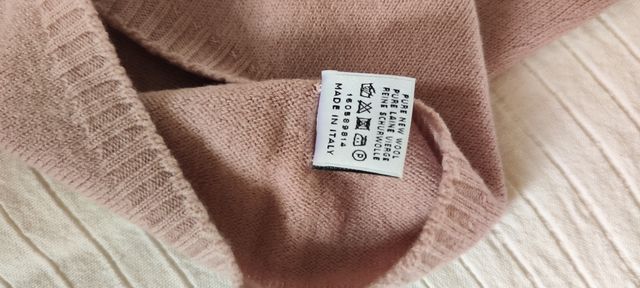 PURE NEW WOOL
PURE LAINE VIERGE
REINE SCHURWOLLE
P
160589814
MADE IN ITALY